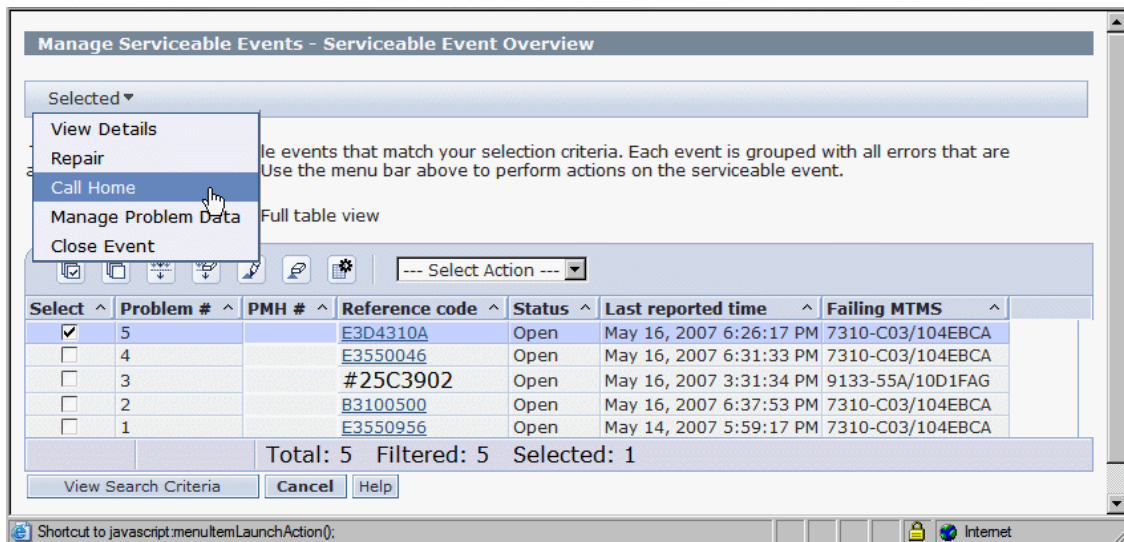 Manage Serviceable Events - Serviceable Event Overview
Selected
View Details
Repair
le events that match your selection criteria. Each event is grouped with all errors that are
Use the menu bar above to perform actions on the serviceable event.
Call Home
Manage Problem Data
Full table view
Close Event
--- Select Action ---
Select ^ Problem # ^ PMH # ^ Reference code ^ Status ^ Last reported time ^ Failing MTMS ^
5 E3D4310A Open May 16, 2007 6:26:17 PM 7310-C03/104EBCA
4 E3550046 Open May 16, 2007 6:31:33 PM 7310-C03/104EBCA
3 #25C3902 Open May 16, 2007 3:31:34 PM 9133-55A/10D1FAG
2 B3100500 Open May 16, 2007 6:37:53 PM 7310-C03/104EBCA
1 E3550956 Open May 14, 2007 5:59:17 PM 7310-C03/104EBCA
Total: 5 Filtered: 5 Selected: 1
View Search Criteria Cancel Help
Shortcut to javascript:menuItemLaunchAction(); Internet